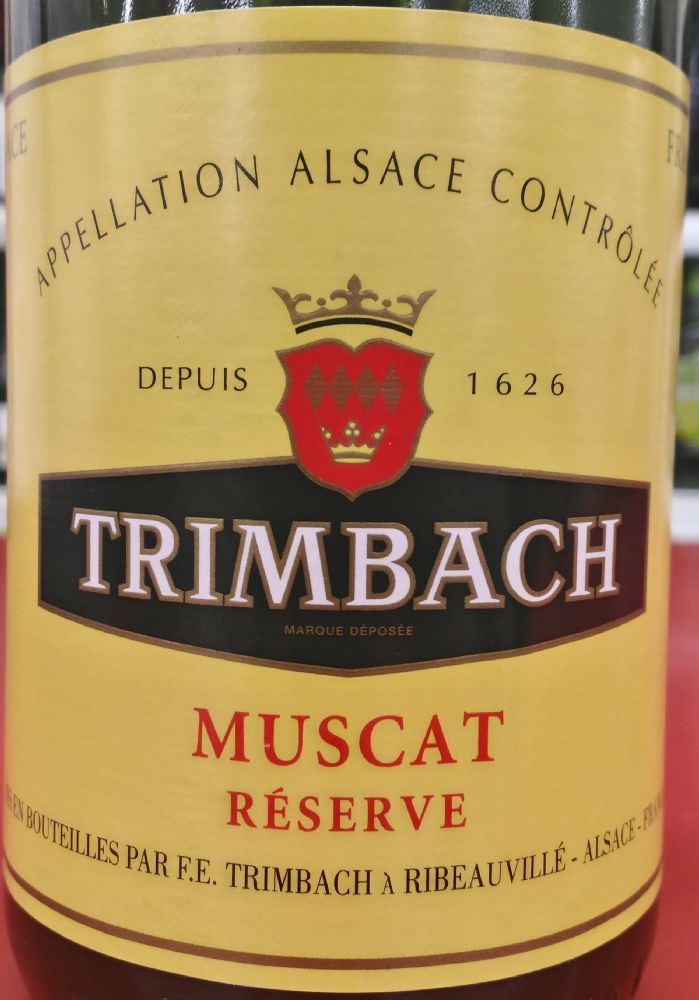 APPELLATION ALSACE CONTRÔLÉE
DEPUIS 1626
TRIMBACH
MARQUE DÉPOSÉE
MUSCAT
RÉSERVE
EN BOUTEILLES PAR F.E. TRIMBACH À RIBEAUVILLÉ - ALSACE -